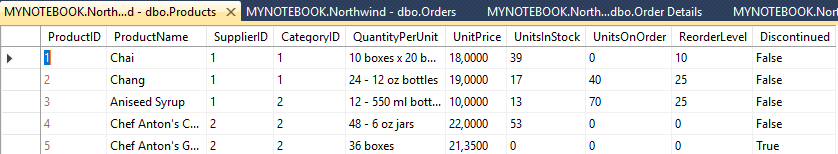 MYNOTEBOOK.North...d - dbo.Products MYNOTEBOOK.Northwind - dbo.Orders MYNOTEBOOK.North...dbo.Order Details MYNOTEBOOK.Nor
ProductID ProductName SupplierID CategoryID QuantityPerUnit UnitPrice UnitsInStock UnitsOnOrder ReorderLevel Discontinued
1 Chai 1 1 10 boxes x 20 b... 18,0000 39 0 10 False
2 Chang 1 1 24 - 12 oz bottles 19,0000 17 40 25 False
3 Aniseed Syrup 1 2 12 - 550 ml bott... 10,0000 13 70 25 False
4 Chef Anton's C... 2 2 48 - 6 oz jars 22,0000 53 0 0 False
5 Chef Anton's G... 2 2 36 boxes 21,3500 0 0 0 True